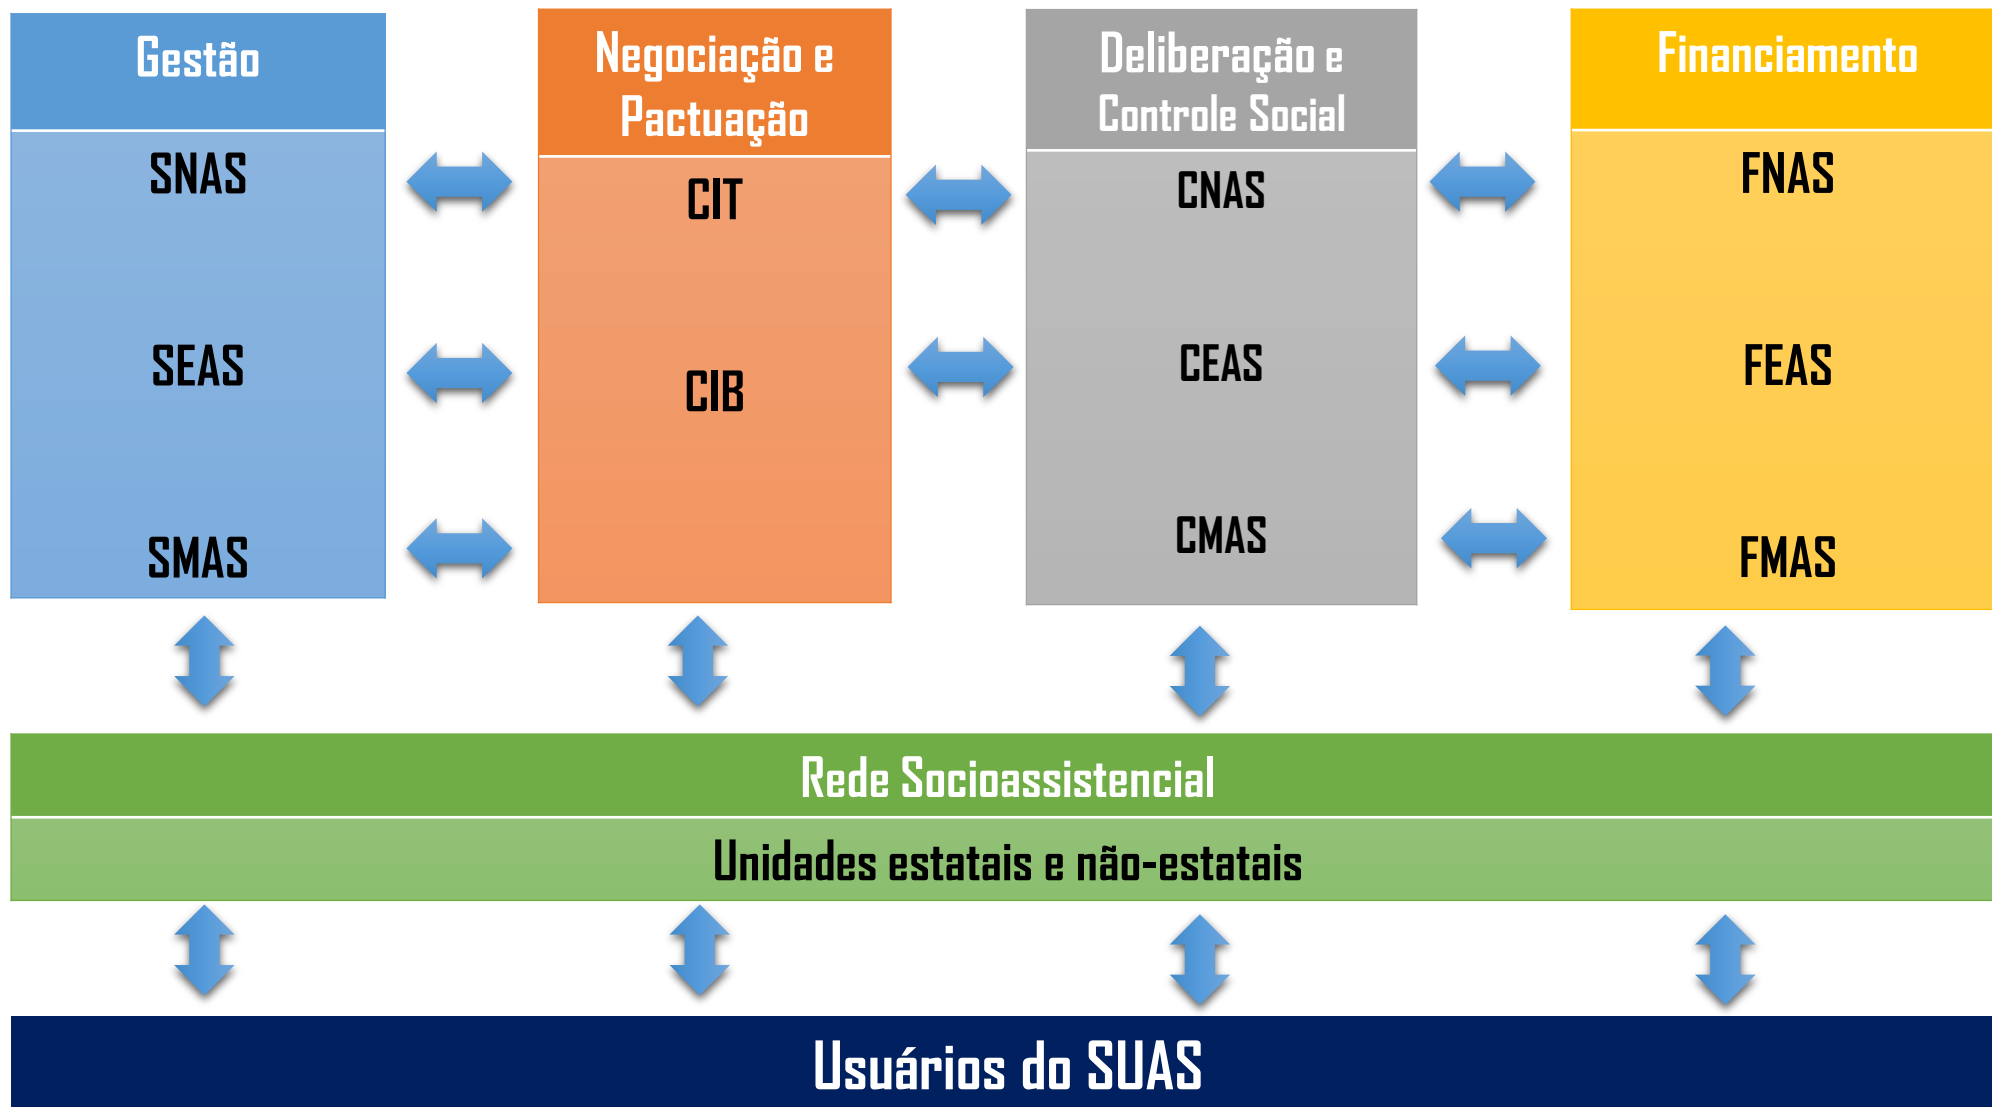 Gestão
SNAS
SEAS
SMAS
Negociação e
Pactuação
CIT
CIB
Deliberação e
Controle Social
CNAS
CEAS
CMAS
Financiamento
FNAS
FEAS
FMAS
Rede Socioassistencial
Unidades estatais e não-estatais
Usuários do SUAS